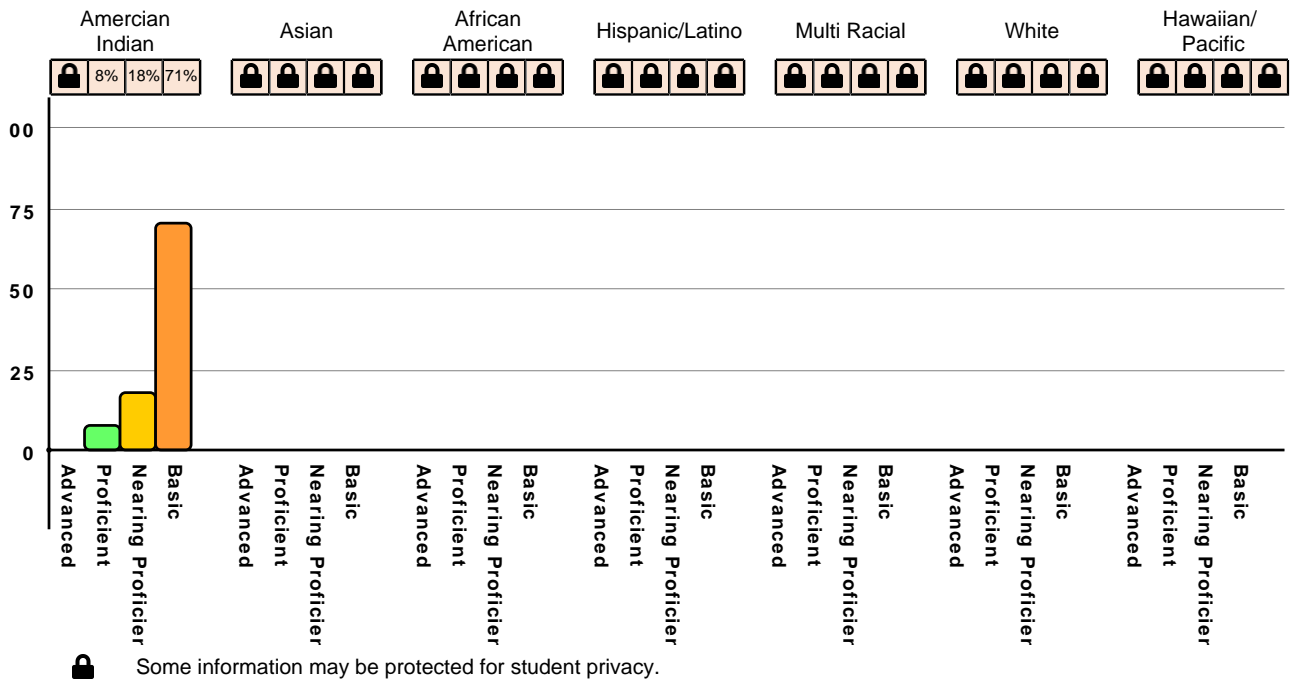 Amercian
Indian
Asian
African
American
Hispanic/Latino
Multi Racial
White
Hawaiian/
Pacific
8% 18% 71%
00
75
50
25
0
Advanced
Proficient
Nearing Proficier
Basic
Advanced
Proficient
Nearing Proficier
Basic
Advanced
Proficient
Nearing Proficier
Basic
Advanced
Proficient
Nearing Proficier
Basic
Advanced
Proficient
Nearing Proficier
Basic
Advanced
Proficient
Nearing Proficier
Basic
Advanced
Proficient
Nearing Proficier
Basic
Some information may be protected for student privacy.